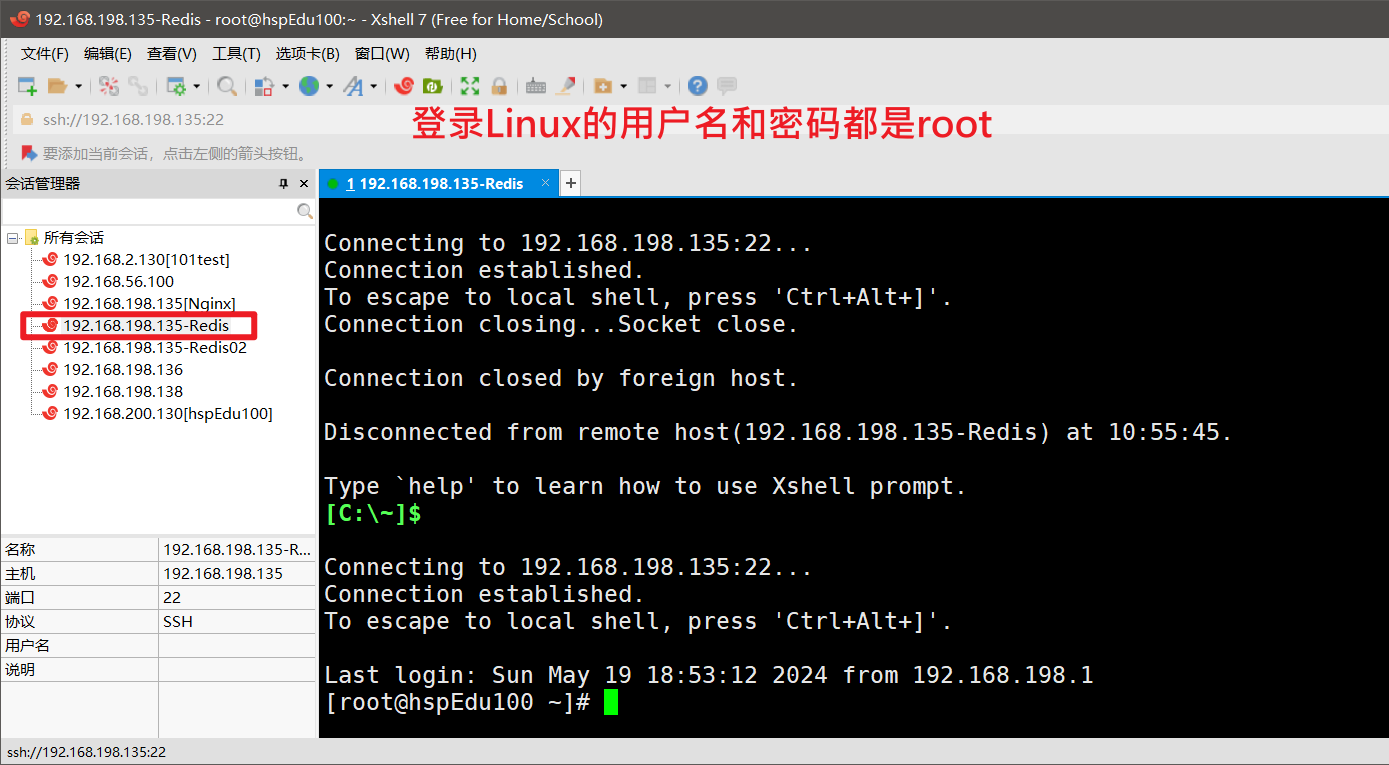 192.168.198.135-Redis - root@hspEdu100:~ - Xshell 7 (Free for Home/School)
文件(F) 编辑(E) 查看(V) 工具(T) 选项卡(B) 窗口(W) 帮助(H)
ssh://192.168.198.135:22
登录Linux的用户名和密码都是root
要添加当前会话，点击左侧的箭头按钮。
会话管理器
1 192.168.198.135-Redis
所有会话
192.168.2.130[101test]
192.168.56.100
192.168.198.135[Nginx]
192.168.198.135-Redis
192.168.198.135-Redis02
192.168.198.136
192.168.198.138
192.168.200.130[hspEdu100]
名称 192.168.198.135-R...
主机 192.168.198.135
端口 22
协议 SSH
用户名
说明
Connecting to 192.168.198.135:22...
Connection established.
To escape to local shell, press 'Ctrl+Alt+]'.
Connection closing...Socket close.
Connection closed by foreign host.
Disconnected from remote host(192.168.198.135-Redis) at 10:55:45.
Type `help' to learn how to use Xshell prompt.
[C:\~]$
Connecting to 192.168.198.135:22...
Connection established.
To escape to local shell, press 'Ctrl+Alt+]'.
Last login: Sun May 19 18:53:12 2024 from 192.168.198.1
[root@hspEdu100 ~]#
ssh://192.168.198.135:22